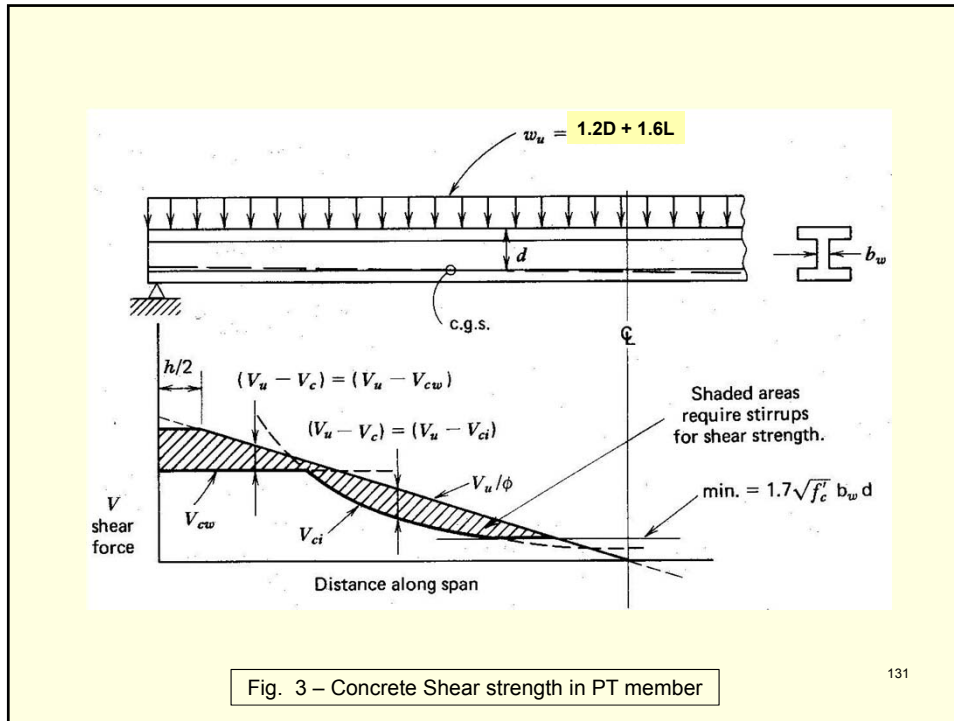 w_u = 1.2D + 1.6L
d
b_w
c.g.s.
℄
h/2
(V_u − V_c) = (V_u − V_cw)
(V_u − V_c) = (V_u − V_ci)
Shaded areas
require stirrups
for shear strength.
V_u/φ
min. = 1.7√f'_c b_w d
V_cw
V_ci
V
shear
force
Distance along span
Fig. 3 – Concrete Shear strength in PT member
131